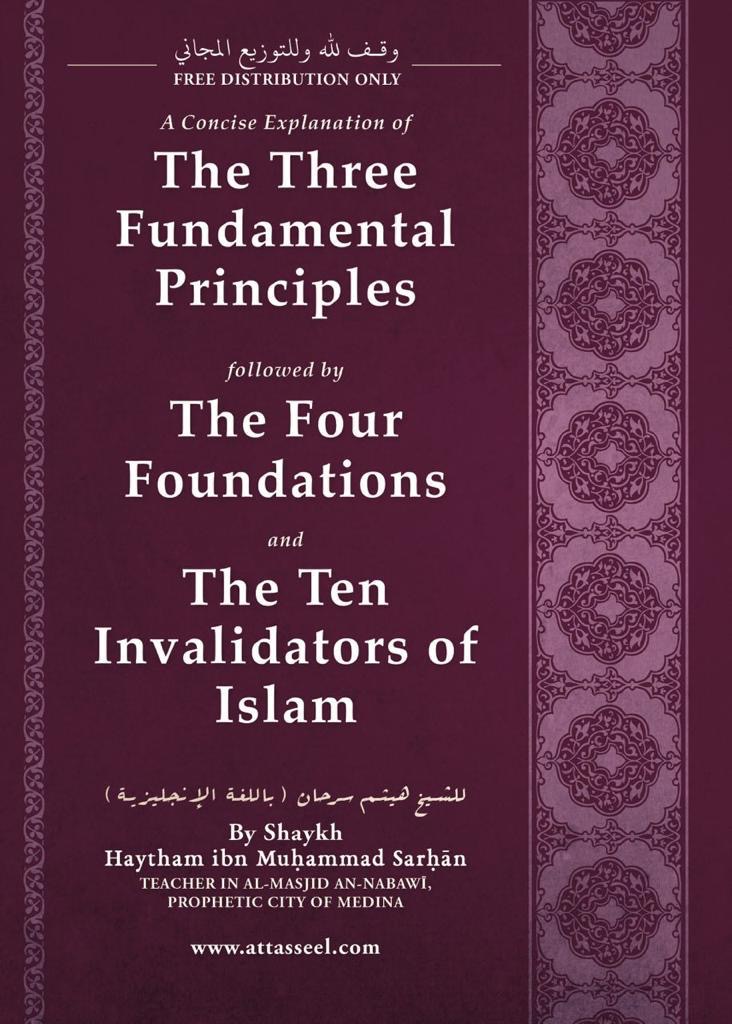 وقف لله وللتوزيع المجاني
FREE DISTRIBUTION ONLY
A Concise Explanation of
The Three
Fundamental
Principles
followed by
The Four
Foundations
and
The Ten
Invalidators of
Islam
للشيخ هيثم سرحان ( باللغة الإنجليزية )
By Shaykh
Haytham ibn Muḥammad Sarḥān
TEACHER IN AL-MASJID AN-NABAWĪ,
PROPHETIC CITY OF MEDINA
www.attasseel.com